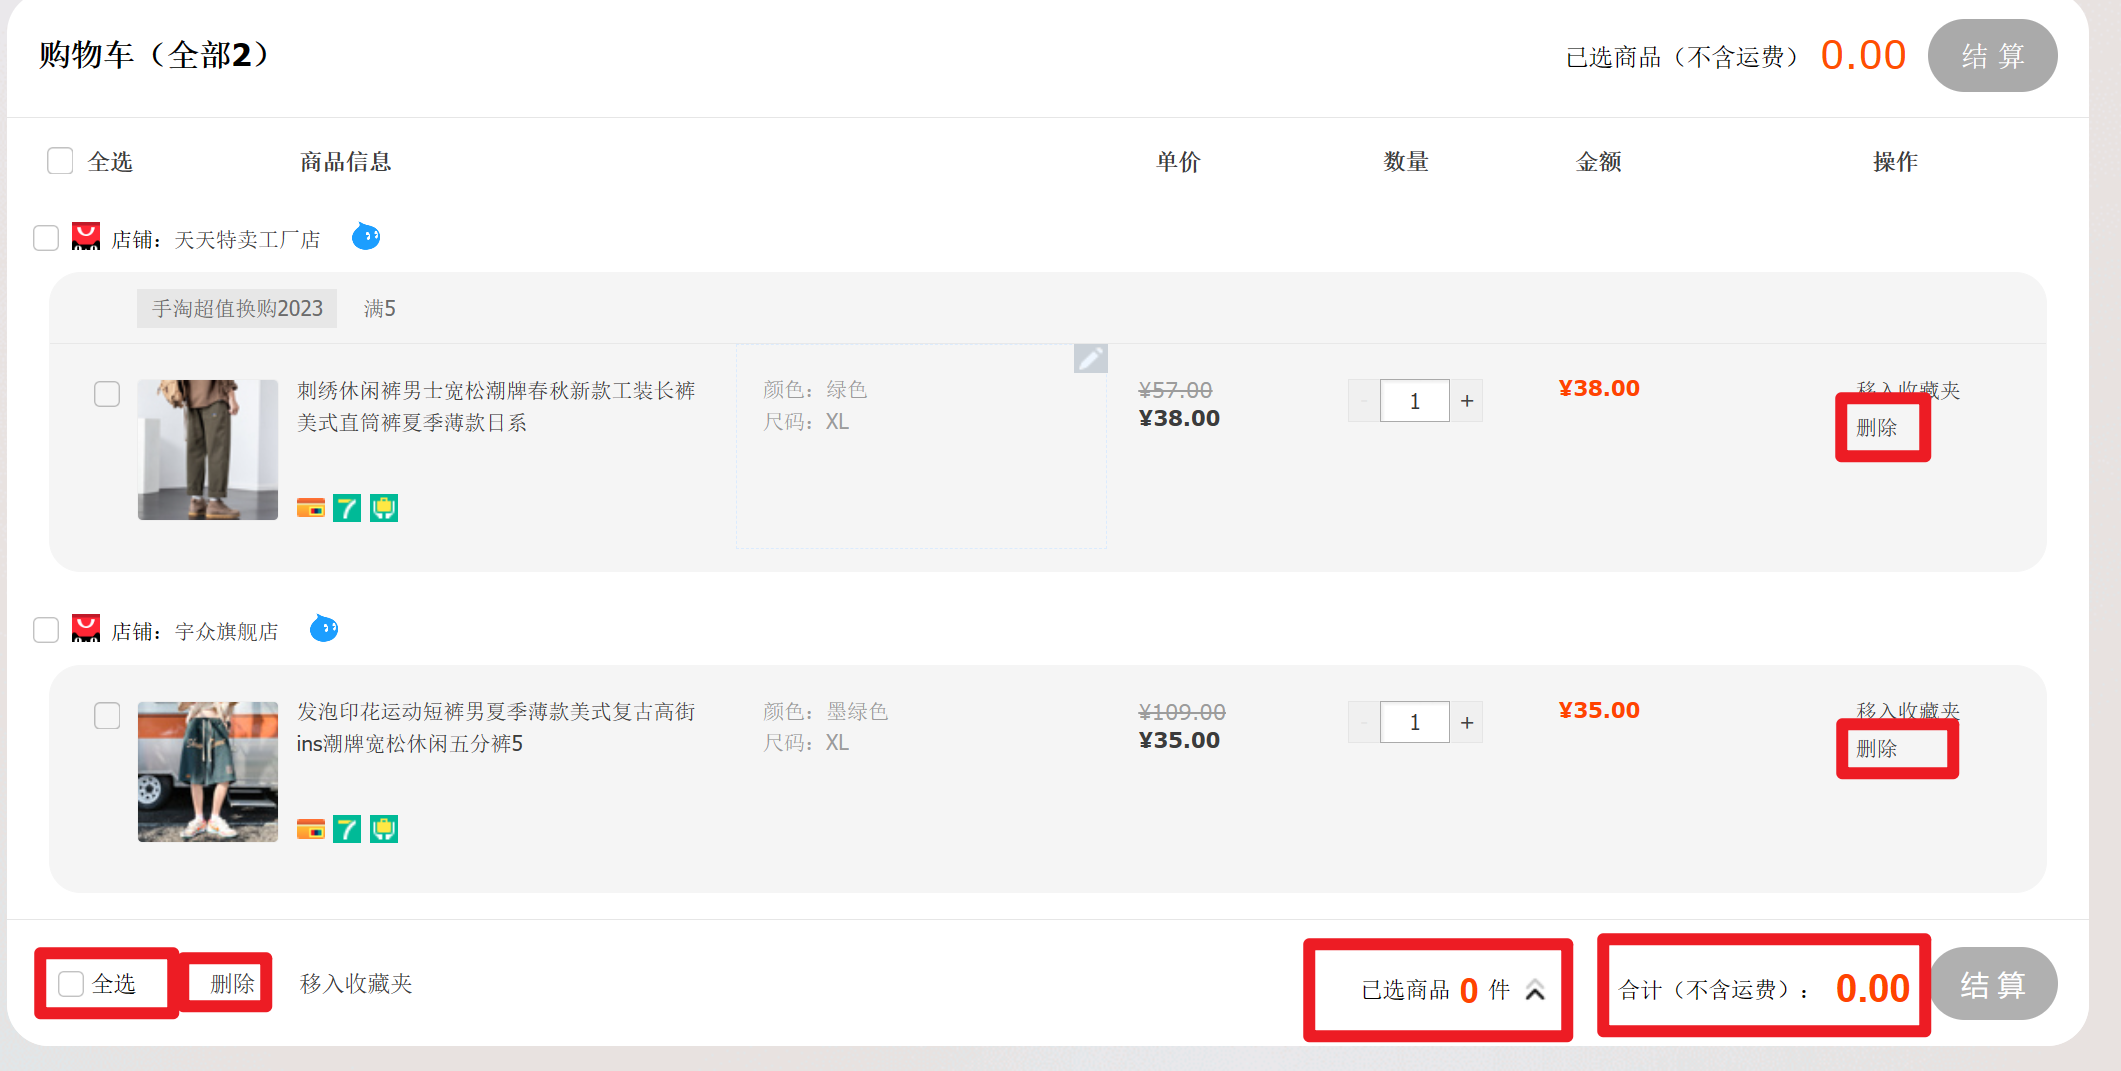 购物车（全部2）
已选商品（不含运费） 0.00 结 算
全选 商品信息 单价 数量 金额 操作
店铺：天天特卖工厂店
手淘超值换购2023 满5
刺绣休闲裤男士宽松潮牌春秋新款工装长裤
美式直筒裤夏季薄款日系
颜色：绿色
尺码：XL
¥57.00
¥38.00
- 1 +
¥38.00
移入收藏夹
删除
7
店铺：宇众旗舰店
发泡印花运动短裤男夏季薄款美式复古高街
ins潮牌宽松休闲五分裤5
颜色：墨绿色
尺码：XL
¥109.00
¥35.00
- 1 +
¥35.00
移入收藏夹
删除
7
全选 删除 移入收藏夹 已选商品 0 件 合计（不含运费）： 0.00 结 算